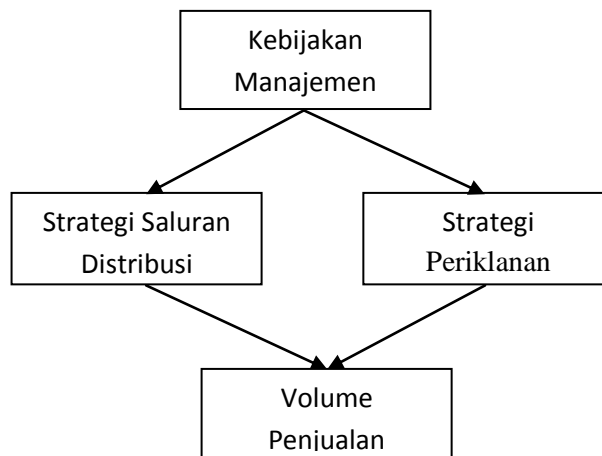 Kebijakan
Manajemen
Strategi Saluran
Distribusi
Strategi
Periklanan
Volume
Penjualan